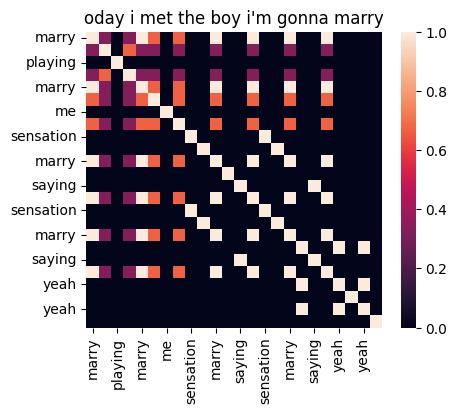 oday i met the boy i'm gonna marry
marry
playing
marry
me
sensation
marry
saying
sensation
marry
saying
yeah
yeah
1.0
0.8
0.6
0.4
0.2
0.0
marry
playing
marry
me
sensation
marry
saying
sensation
marry
saying
yeah
yeah